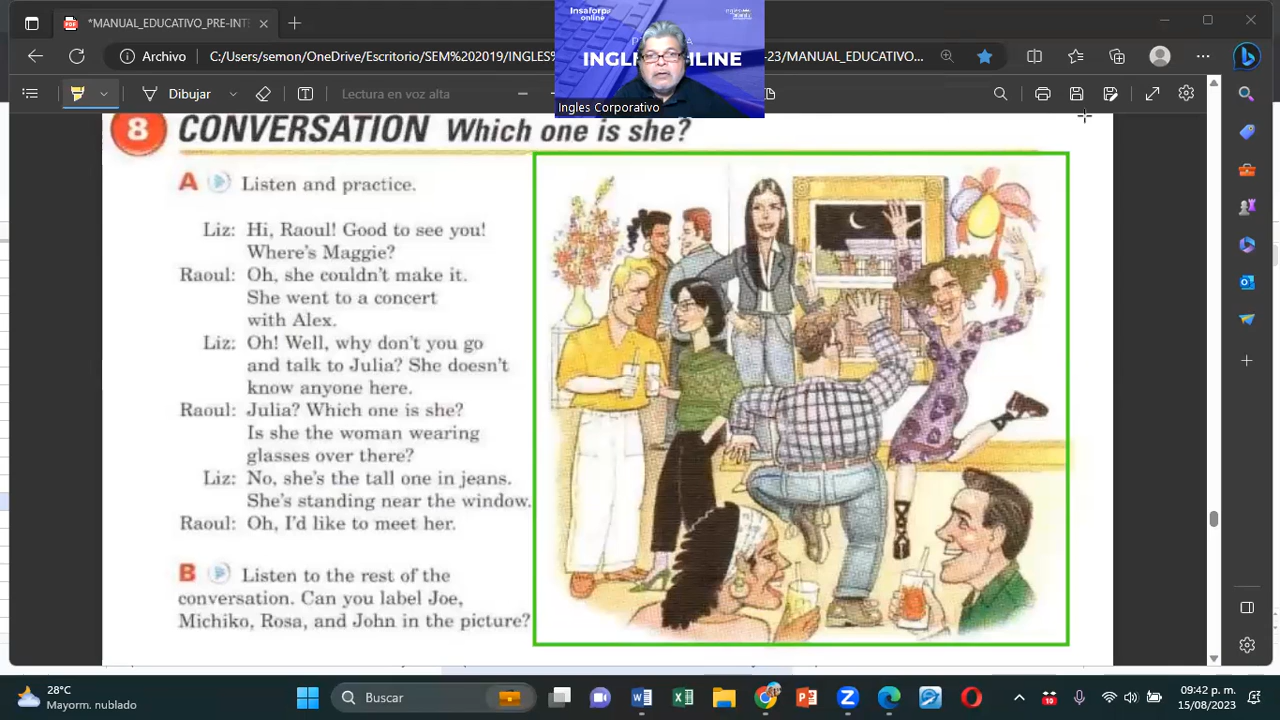 *MANUAL_EDUCATIVO_PRE-INTE
Insaforp
online
Archivo
C:/Users/semon/OneDrive/Escritorio/SEM%202019/INGLES%
-23/MANUAL_EDUCATIVO...
INGL
NLINE
Ingles Corporativo
Dibujar
Lectura en voz alta
8 CONVERSATION Which one is she?
A Listen and practice.
Liz: Hi, Raoul! Good to see you!
Where's Maggie?
Raoul: Oh, she couldn't make it.
She went to a concert
with Alex.
Liz: Oh! Well, why don't you go
and talk to Julia? She doesn't
know anyone here.
Raoul: Julia? Which one is she?
Is she the woman wearing
glasses over there?
Liz: No, she's the tall one in jeans.
She's standing near the window.
Raoul: Oh, I'd like to meet her.
B Listen to the rest of the
conversation. Can you label Joe,
Michiko, Rosa, and John in the picture?
28°C
Mayorm. nublado
Buscar
09:42 p. m.
15/08/2023